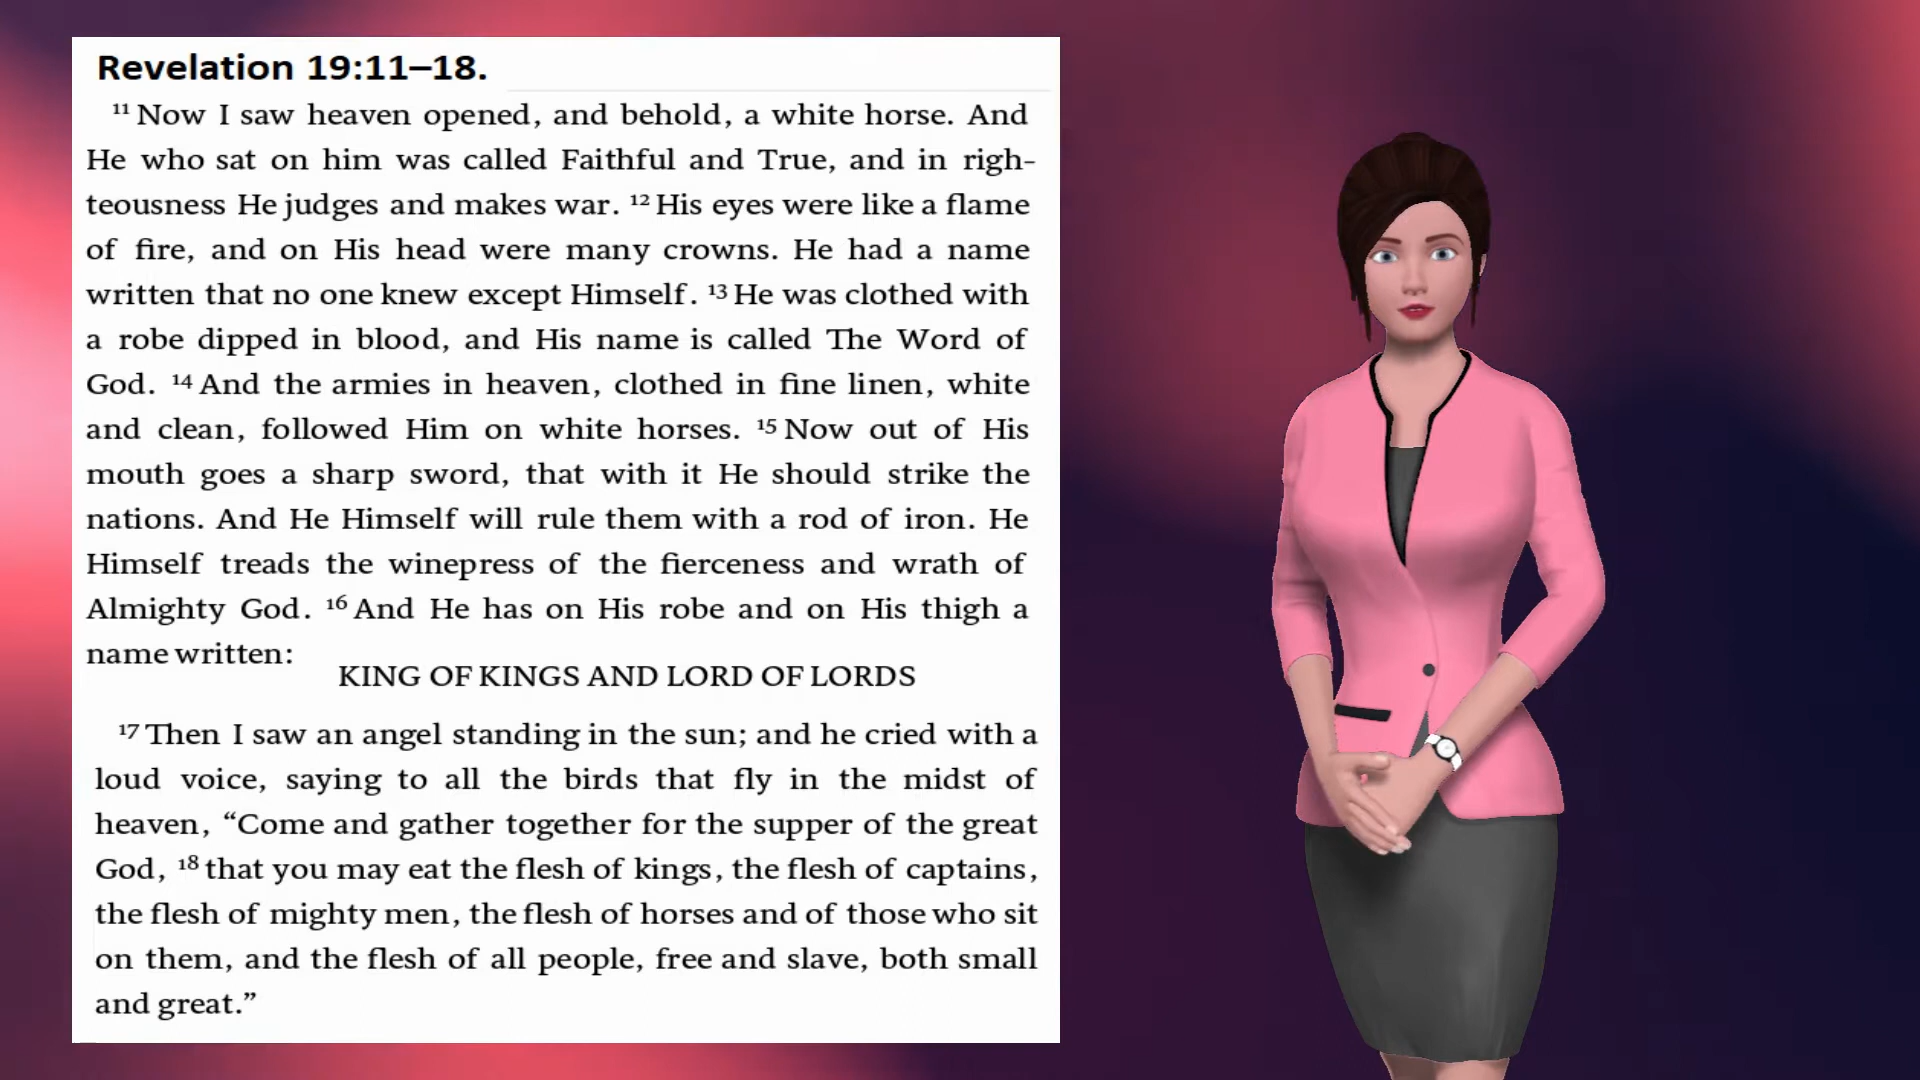 Revelation 19:11–18.
¹¹ Now I saw heaven opened, and behold, a white horse. And
He who sat on him was called Faithful and True, and in righ-
teousness He judges and makes war. ¹² His eyes were like a flame
of fire, and on His head were many crowns. He had a name
written that no one knew except Himself. ¹³ He was clothed with
a robe dipped in blood, and His name is called The Word of
God. ¹⁴ And the armies in heaven, clothed in fine linen, white
and clean, followed Him on white horses. ¹⁵ Now out of His
mouth goes a sharp sword, that with it He should strike the
nations. And He Himself will rule them with a rod of iron. He
Himself treads the winepress of the fierceness and wrath of
Almighty God. ¹⁶ And He has on His robe and on His thigh a
name written:
KING OF KINGS AND LORD OF LORDS
¹⁷ Then I saw an angel standing in the sun; and he cried with a
loud voice, saying to all the birds that fly in the midst of
heaven, “Come and gather together for the supper of the great
God, ¹⁸ that you may eat the flesh of kings, the flesh of captains,
the flesh of mighty men, the flesh of horses and of those who sit
on them, and the flesh of all people, free and slave, both small
and great.”